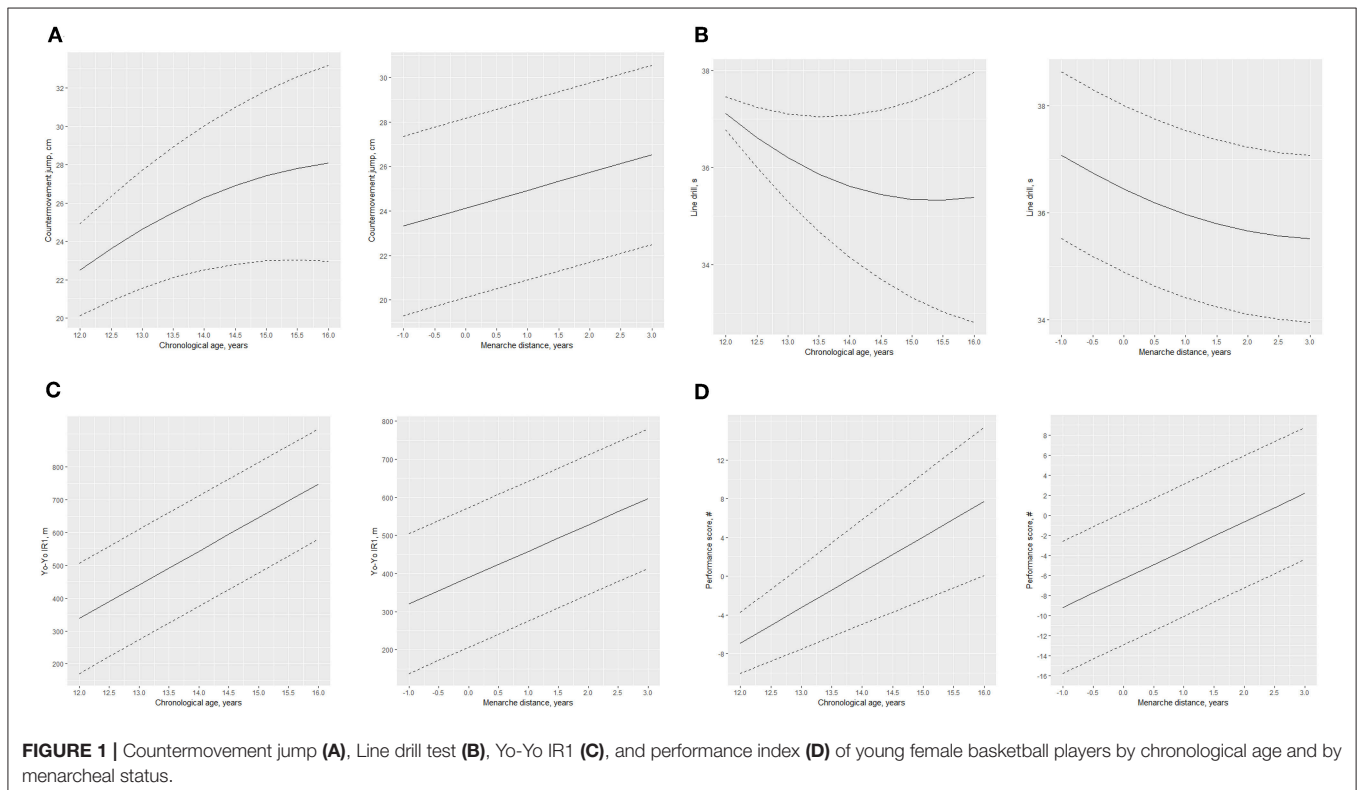 A
B
32
30
28
26
24
22
20
Countermovement jump, cm
12.0 12.5 13.0 13.5 14.0 14.5 15.0 15.5 16.0
Chronological age, years
30
28
26
24
22
20
Countermovement jump, cm
-1.0 -0.5 0.0 0.5 1.0 1.5 2.0 2.5 3.0
Menarche distance, years
38
36
34
Line drill, s
12.0 12.5 13.0 13.5 14.0 14.5 15.0 15.5 16.0
Chronological age, years
38
36
34
Line drill, s
-1.0 -0.5 0.0 0.5 1.0 1.5 2.0 2.5 3.0
Menarche distance, years
C
D
800
700
600
500
400
300
200
Yo-Yo IR1, m
12.0 12.5 13.0 13.5 14.0 14.5 15.0 15.5 16.0
Chronological age, years
800
700
600
500
400
300
200
Yo-Yo IR1, m
-1.0 -0.5 0.0 0.5 1.0 1.5 2.0 2.5 3.0
Menarche distance, years
12
8
4
0
-4
-8
Performance score, #
12.0 12.5 13.0 13.5 14.0 14.5 15.0 15.5 16.0
Chronological age, years
8
6
4
2
0
-2
-4
-6
-8
-10
-12
-14
-16
Performance score, #
-1.0 -0.5 0.0 0.5 1.0 1.5 2.0 2.5 3.0
Menarche distance, years
FIGURE 1 | Countermovement jump (A), Line drill test (B), Yo-Yo IR1 (C), and performance index (D) of young female basketball players by chronological age and by
menarcheal status.